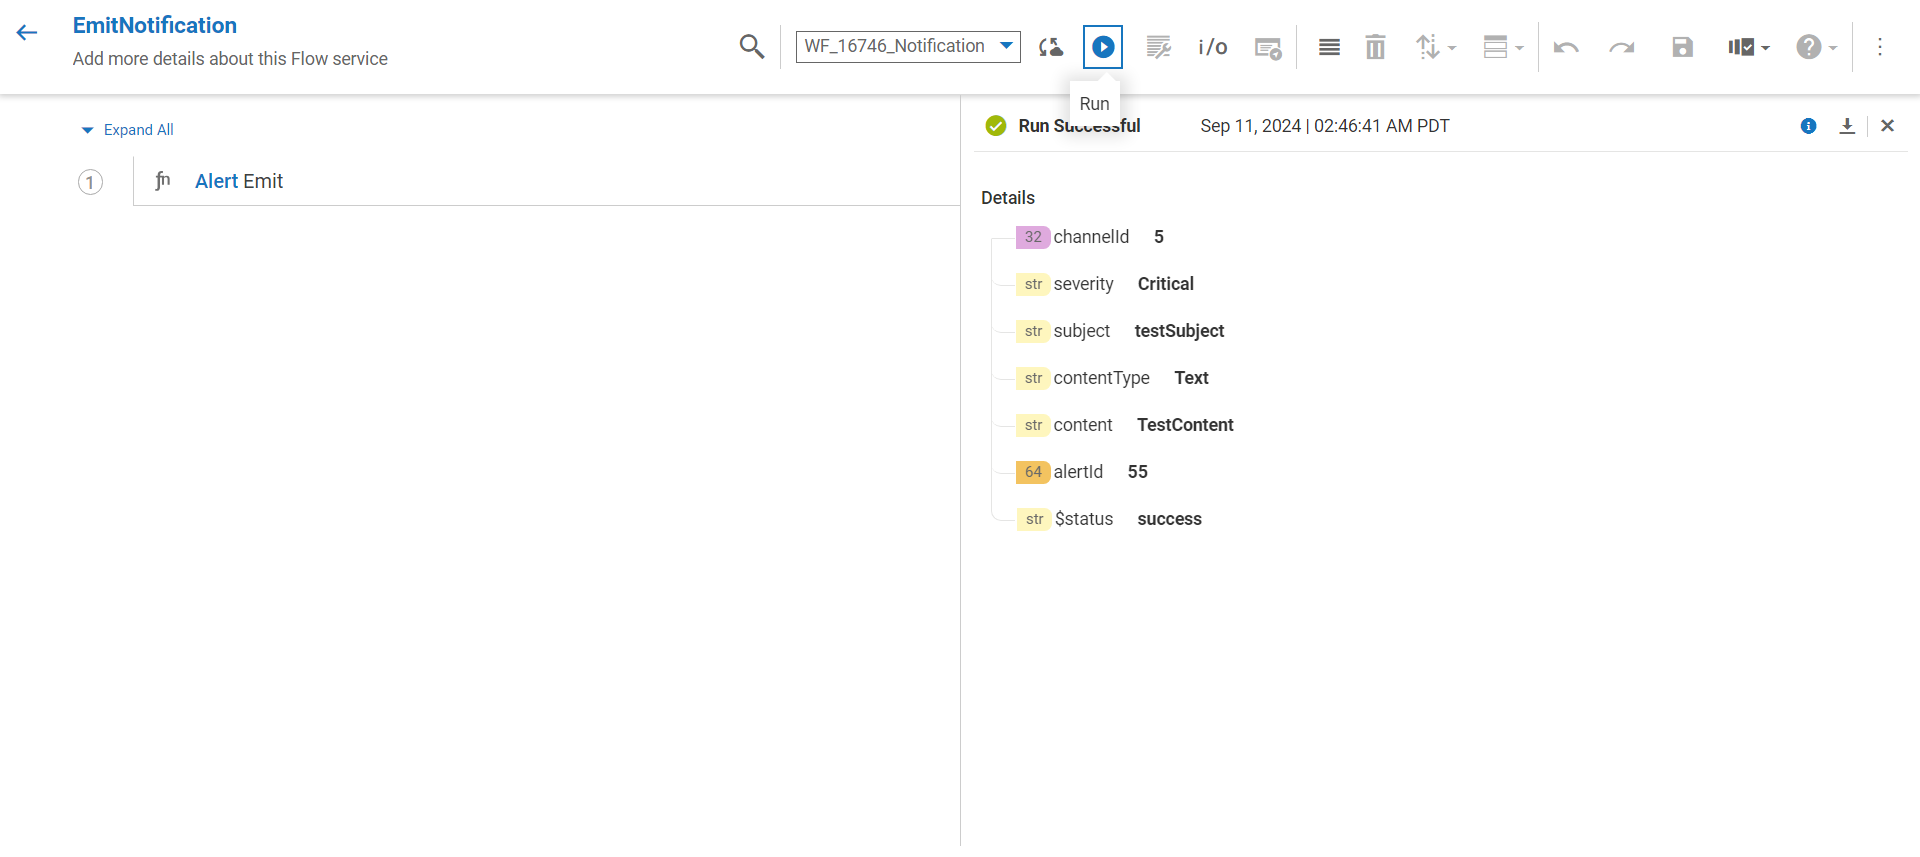 EmitNotification
Add more details about this Flow service
WF_16746_Notification
i/o
Run
Expand All
1
fn Alert Emit
Run Successful Sep 11, 2024 | 02:46:41 AM PDT
Details
32 channelId 5
str severity Critical
str subject testSubject
str contentType Text
str content TestContent
64 alertId 55
str $status success